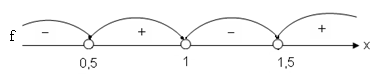 f – + – + x
0,5 1 1,5